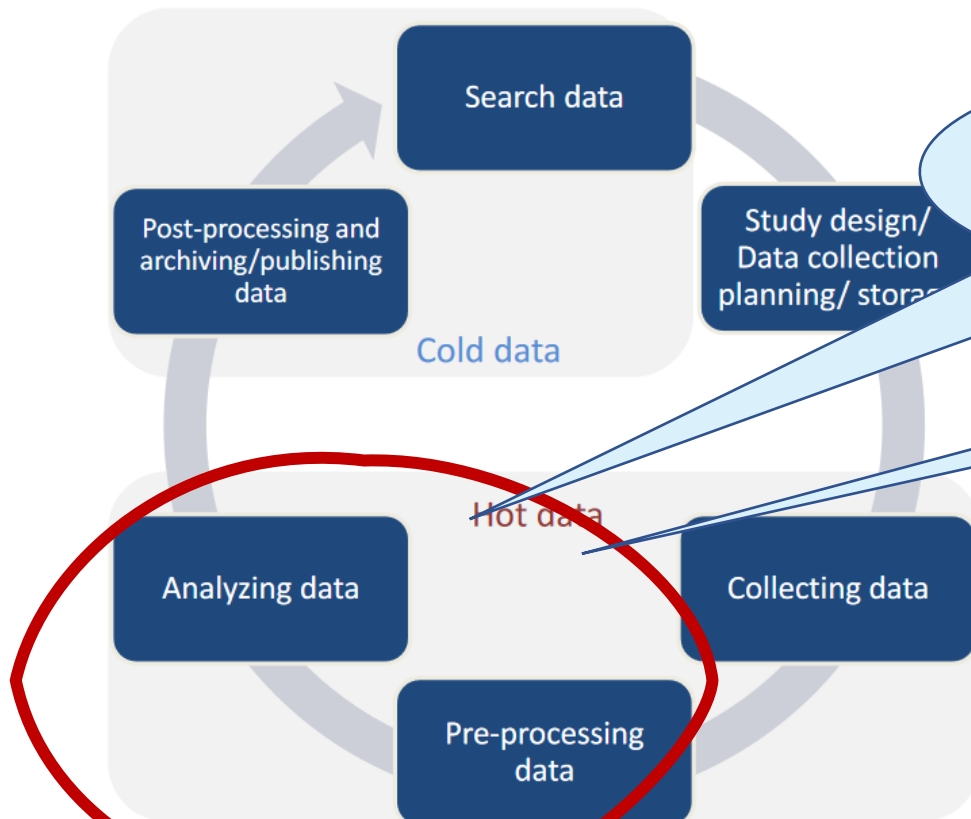 Search data
Study design/
Data collection
planning/
Post-processing and
archiving/publishing
data
Cold data
Hot data
Analyzing data
Collecting data
Pre-processing
data